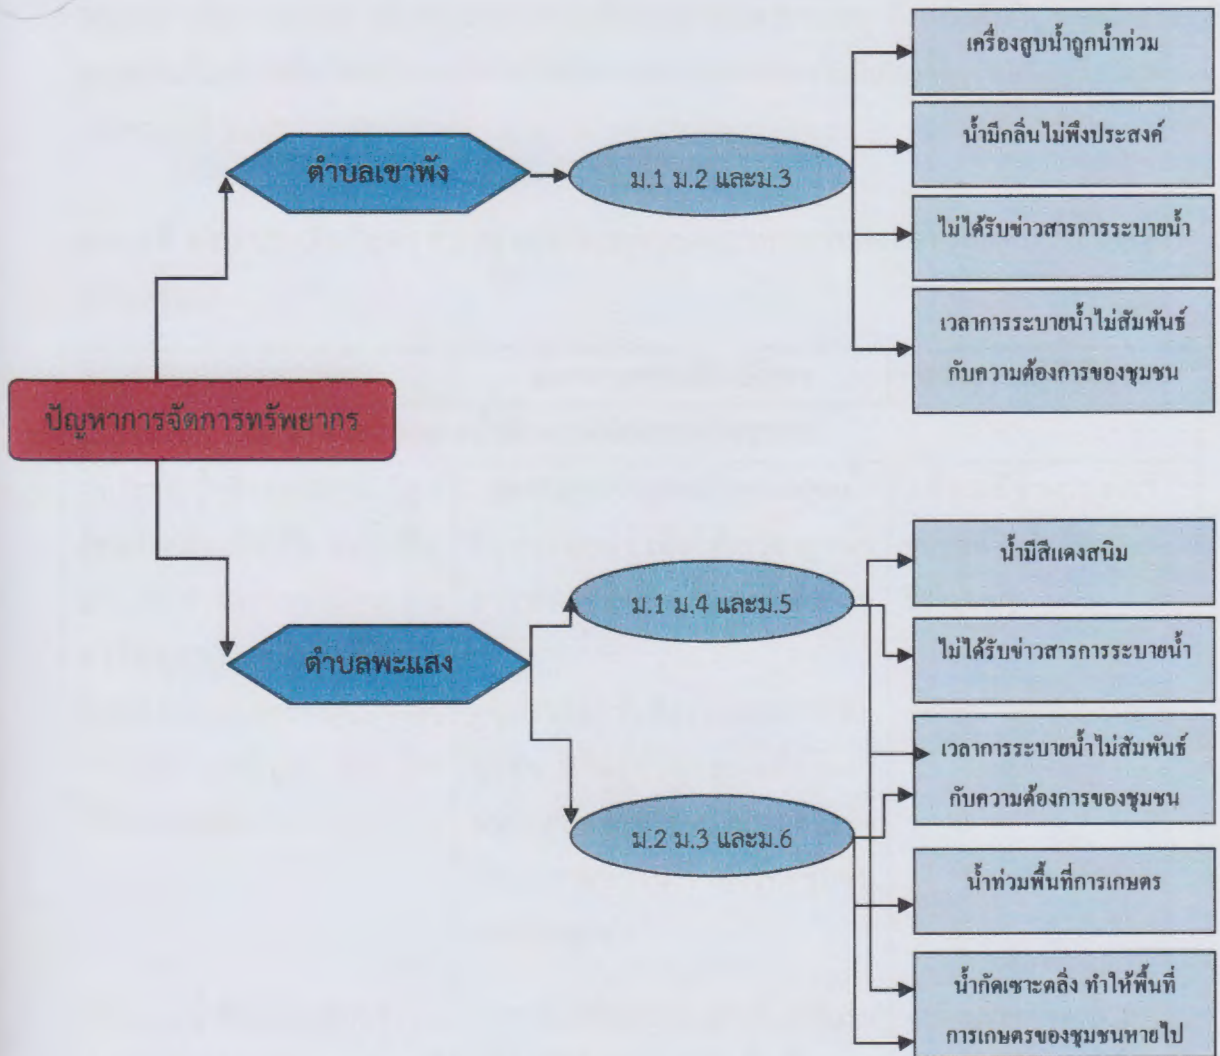 เครื่องสูบน้ำถูกน้ำท่วม
น้ำมีกลิ่นไม่พึงประสงค์
ตำบลเขาพัง
ม.1 ม.2 และม.3
ไม่ได้รับข่าวสารการระบายน้ำ
เวลาการระบายน้ำไม่สัมพันธ์
กับความต้องการของชุมชน
ปัญหาการจัดการทรัพยากร
น้ำมีสีแดงสนิม
ม.1 ม.4 และม.5
ไม่ได้รับข่าวสารการระบายน้ำ
ตำบลพะแสง
เวลาการระบายน้ำไม่สัมพันธ์
กับความต้องการของชุมชน
ม.2 ม.3 และม.6
น้ำท่วมพื้นที่การเกษตร
น้ำกัดเซาะตลิ่ง ทำให้พื้นที่
การเกษตรของชุมชนหายไป